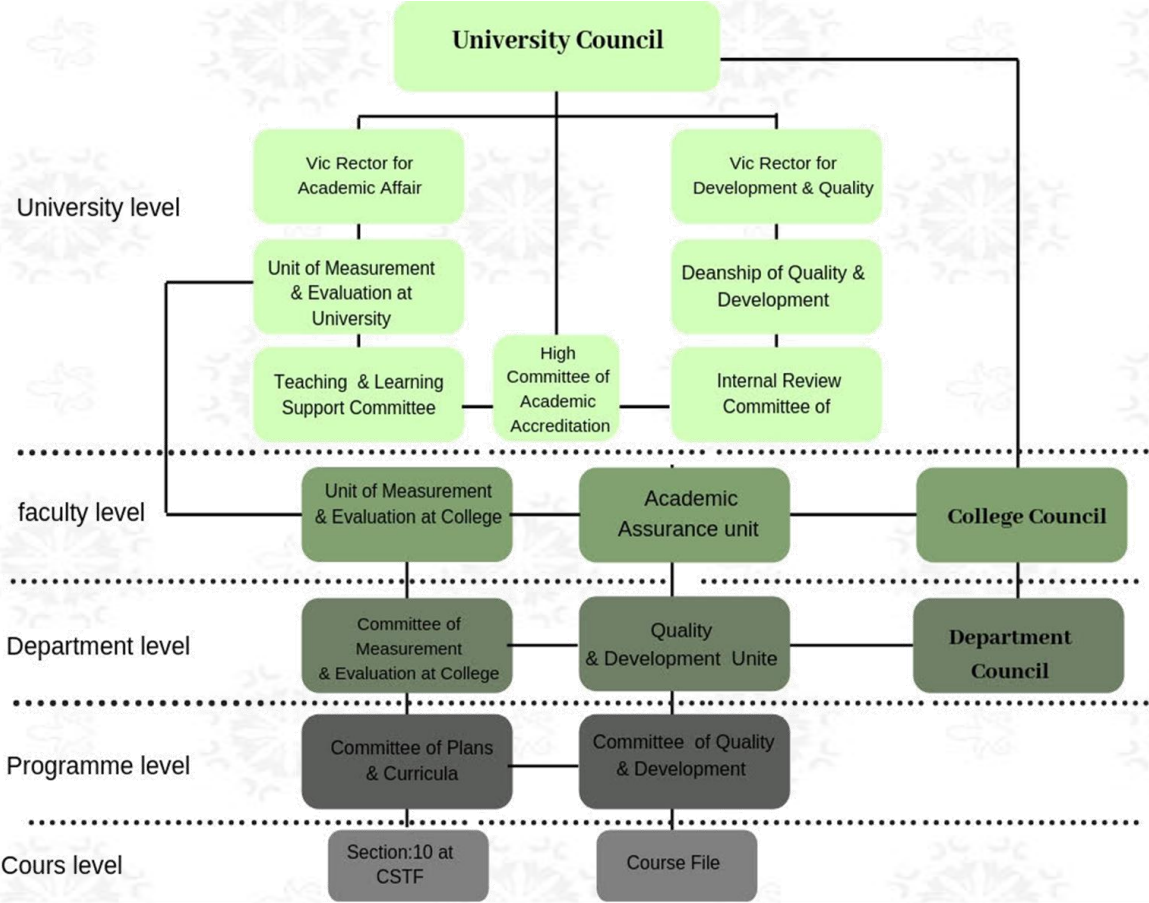 University Council
Vic Rector for
Academic Affair
Vic Rector for
Development & Quality
University level
Unit of Measurement
& Evaluation at
University
Deanship of Quality &
Development
Teaching & Learning
Support Committee
High
Committee of
Academic
Accreditation
Internal Review
Committee of
faculty level
Unit of Measurement
& Evaluation at College
Academic
Assurance unit
College Council
Department level
Committee of
Measurement
& Evaluation at College
Quality
& Development Unite
Department
Council
Programme level
Committee of Plans
& Curricula
Committee of Quality
& Development
Cours level
Section:10 at
CSTF
Course File